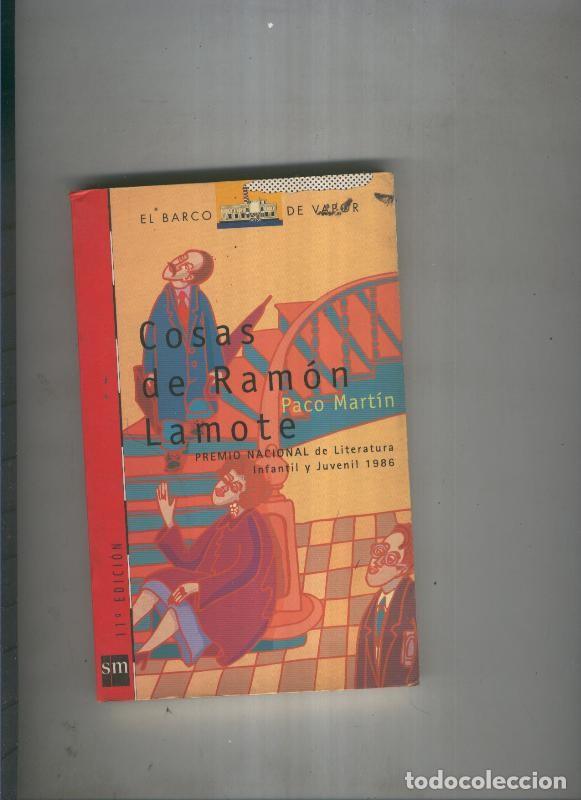 EL BARCO DE VAPOR
Cosas
de Ramón
Paco Martín
Lamote
PREMIO NACIONAL de Literatura
Infantil y Juvenil 1986
11ª EDICIÓN
sm
todocoleccion